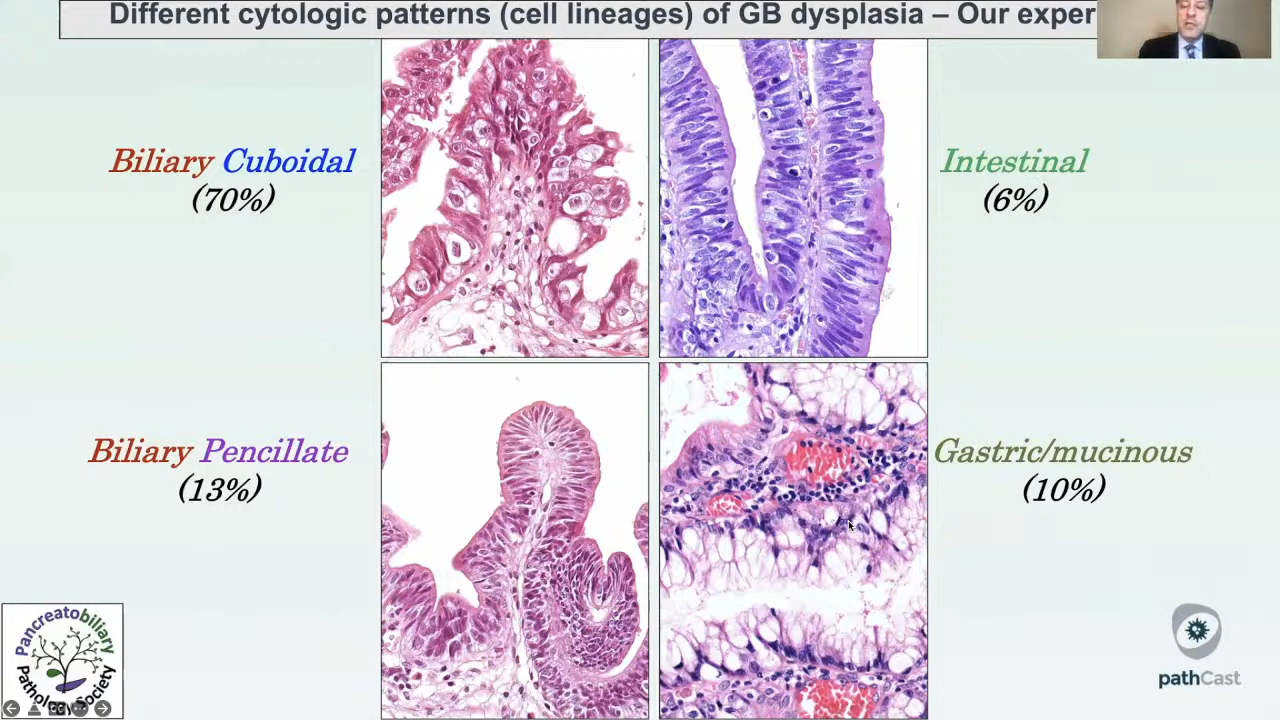 Different cytologic patterns (cell lineages) of GB dysplasia – Our exper
Biliary Cuboidal
(70%)
Intestinal
(6%)
Biliary Pencillate
(13%)
Gastric/mucinous
(10%)
Pancreatobiliary
Pathology Society
pathCast